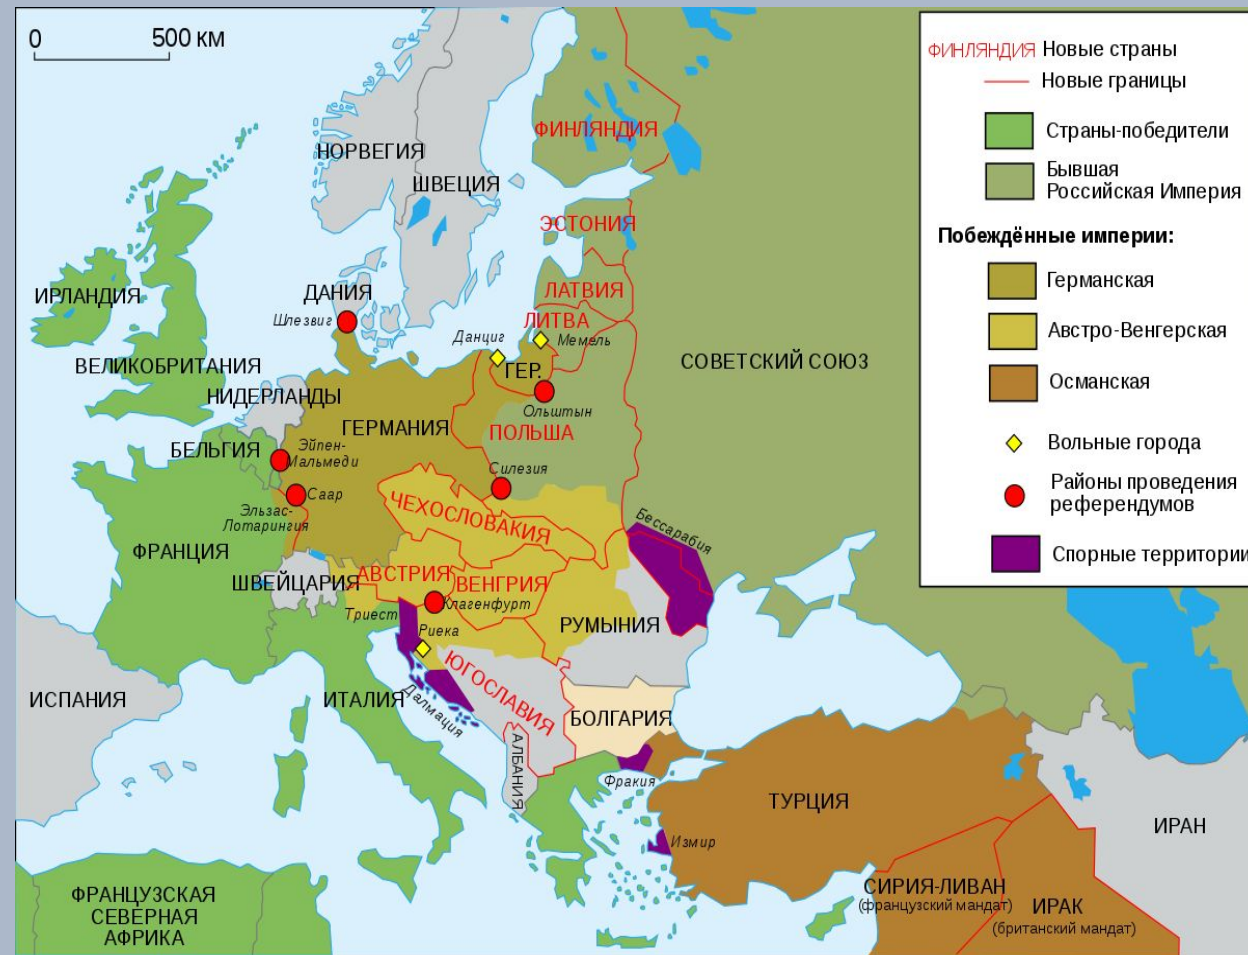 0 500 км
ФИНЛЯНДИЯ Новые страны
Новые границы
Страны-победители
Бывшая
Российская Империя
Побеждённые империи:
Германская
Австро-Венгерская
Османская
Вольные города
Районы проведения
референдумов
Спорные территории
НОРВЕГИЯ
ШВЕЦИЯ
ФИНЛЯНДИЯ
ЭСТОНИЯ
ЛАТВИЯ
ЛИТВА
Мемель
ИРЛАНДИЯ
ДАНИЯ
Шлезвиг
Данциг
ГЕР.
СОВЕТСКИЙ СОЮЗ
ВЕЛИКОБРИТАНИЯ
НИДЕРЛАНДЫ
Ольштын
ГЕРМАНИЯ
ПОЛЬША
БЕЛЬГИЯ
Эйпен-
Мальмеди
Силезия
Саар
Эльзас-
Лотарингия
ЧЕХОСЛОВАКИЯ
Бессарабия
ФРАНЦИЯ
ШВЕЙЦАРИЯ
АВСТРИЯ
ВЕНГРИЯ
Клагенфурт
Триест
Риека
РУМЫНИЯ
ИСПАНИЯ
ИТАЛИЯ
Далмация
ЮГОСЛАВИЯ
БОЛГАРИЯ
АЛБАНИЯ
Фракия
ТУРЦИЯ
Измир
ИРАН
ФРАНЦУЗСКАЯ
СЕВЕРНАЯ
АФРИКА
СИРИЯ-ЛИВАН
(французский мандат)
ИРАК
(британский мандат)